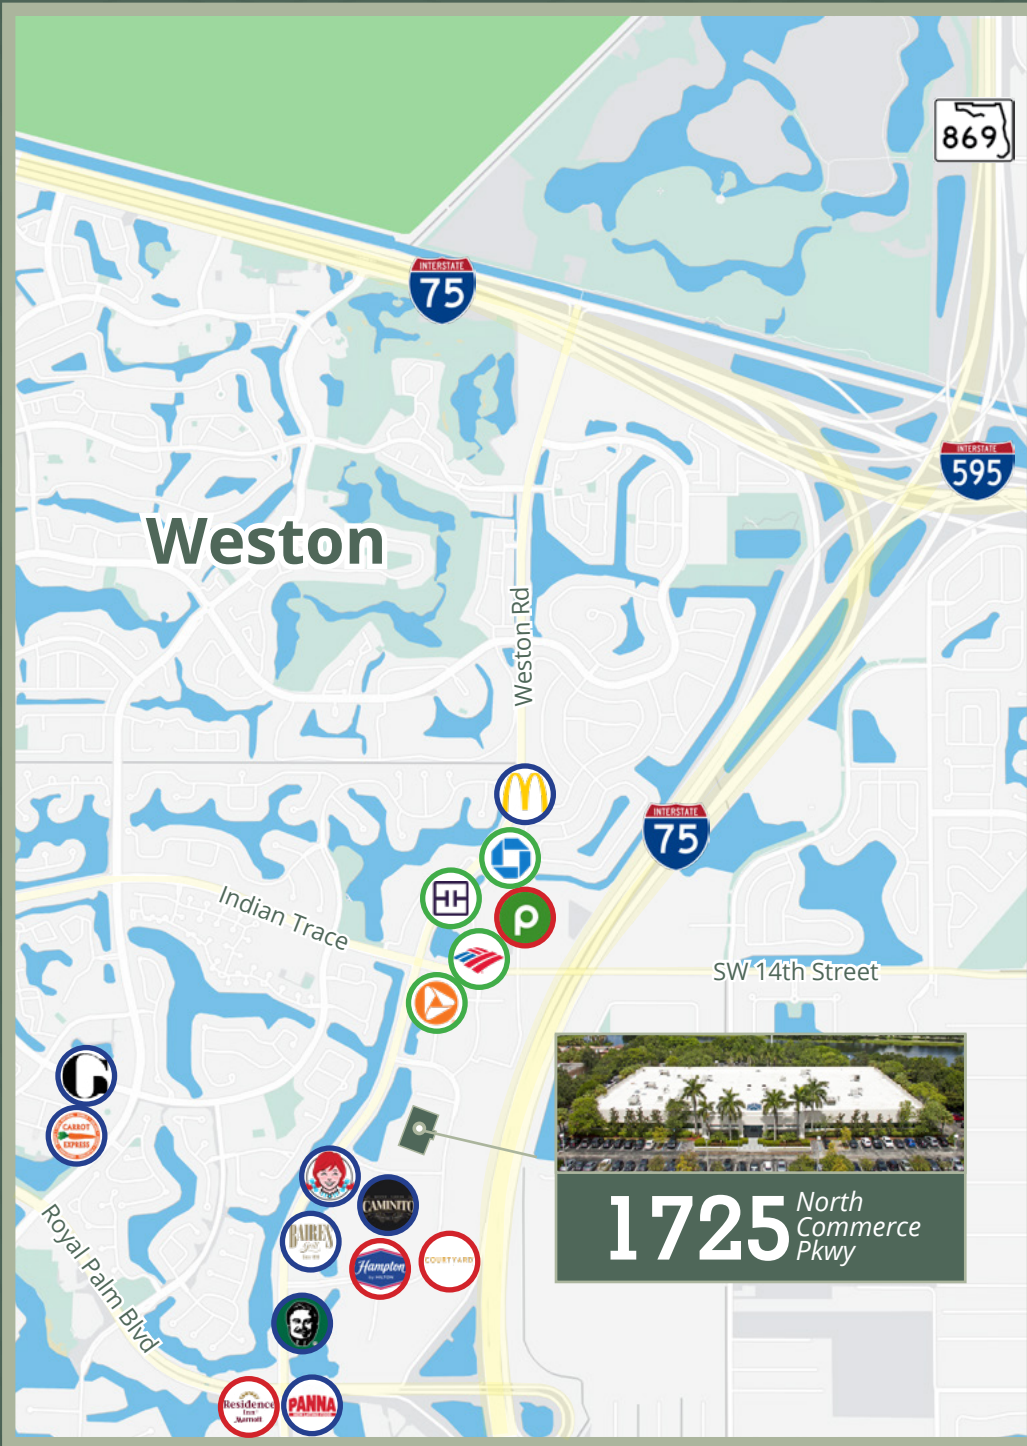 869
INTERSTATE
75
INTERSTATE
595
Weston
Weston Rd
INTERSTATE
75
Indian Trace
SW 14th Street
CARROT
EXPRESS
CAMINITO
BAIRES
Grill
Hampton
by HILTON
COURTYARD
1725
North
Commerce
Pkwy
Royal Palm Blvd
Residence
Inn
Marriott
PANNA